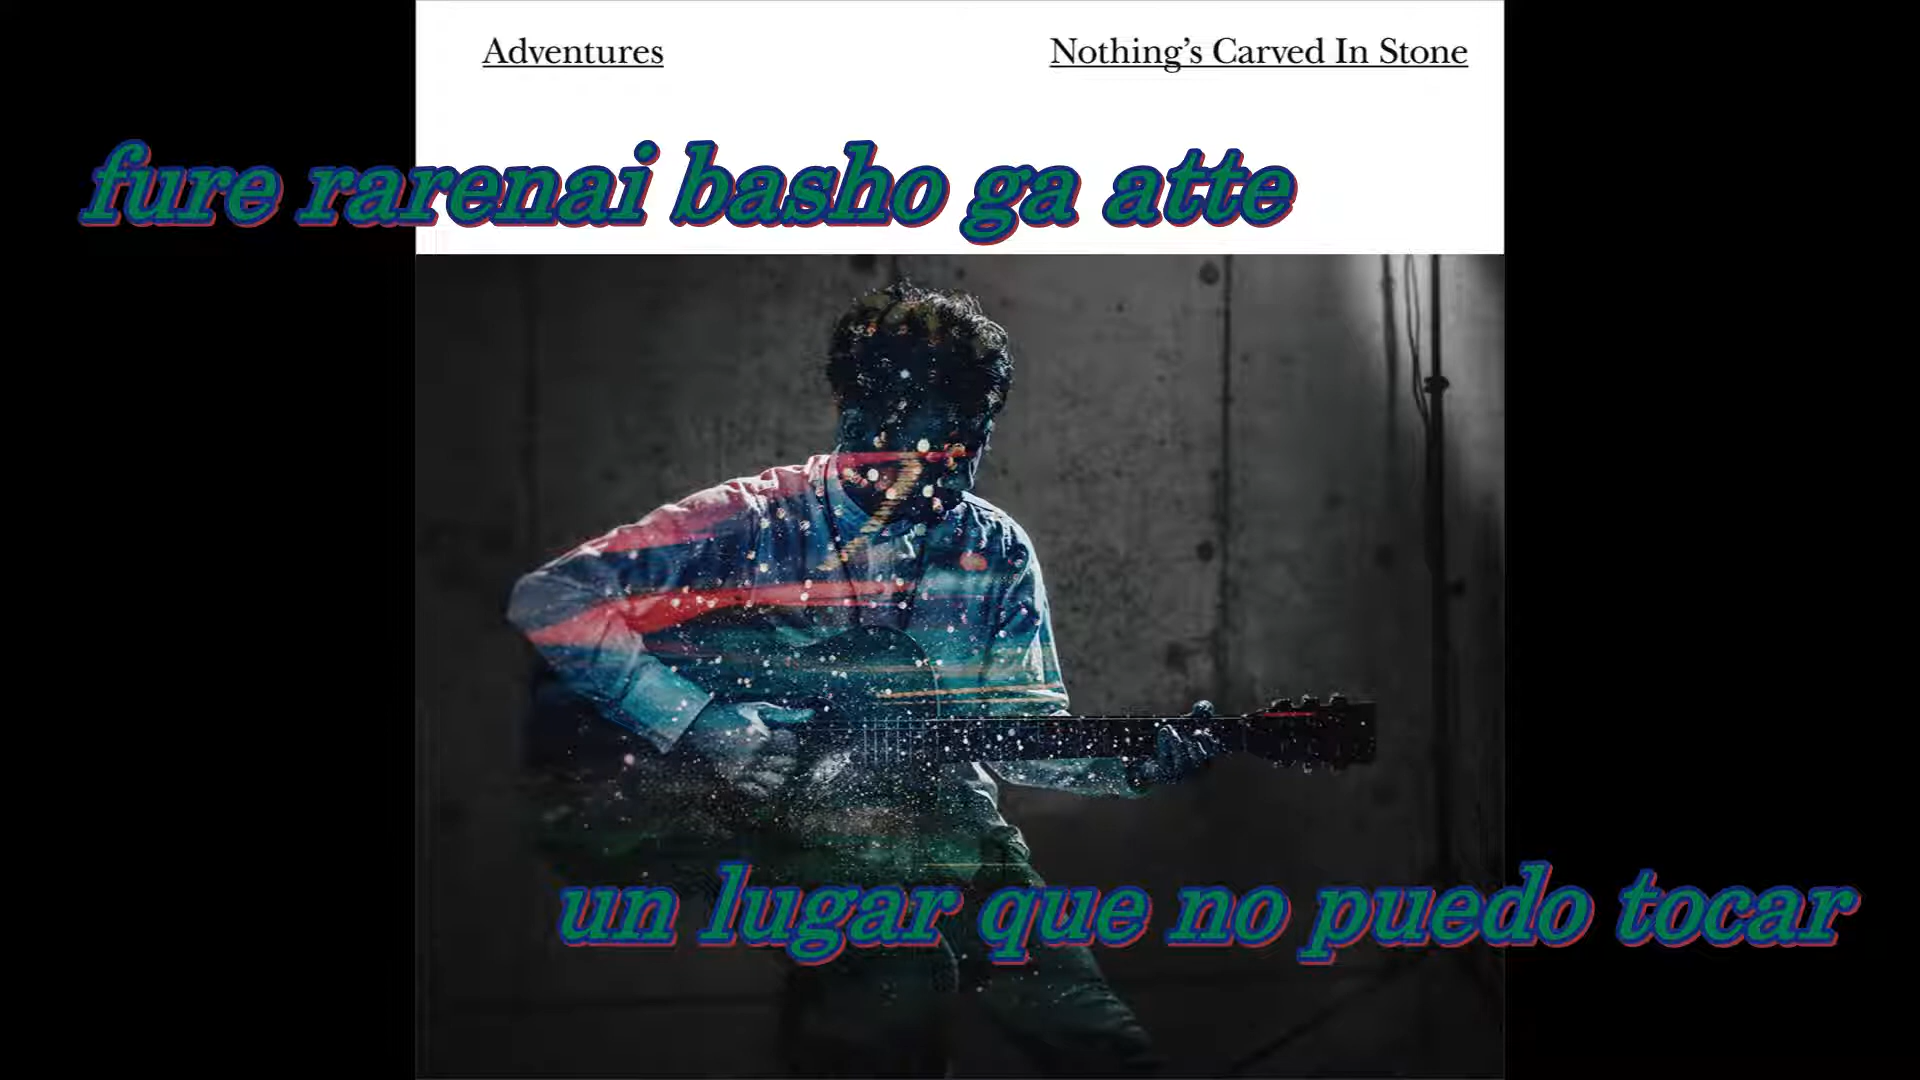 Adventures
Nothing’s Carved In Stone
fure rarenai basho ga atte
un lugar que no puedo tocar